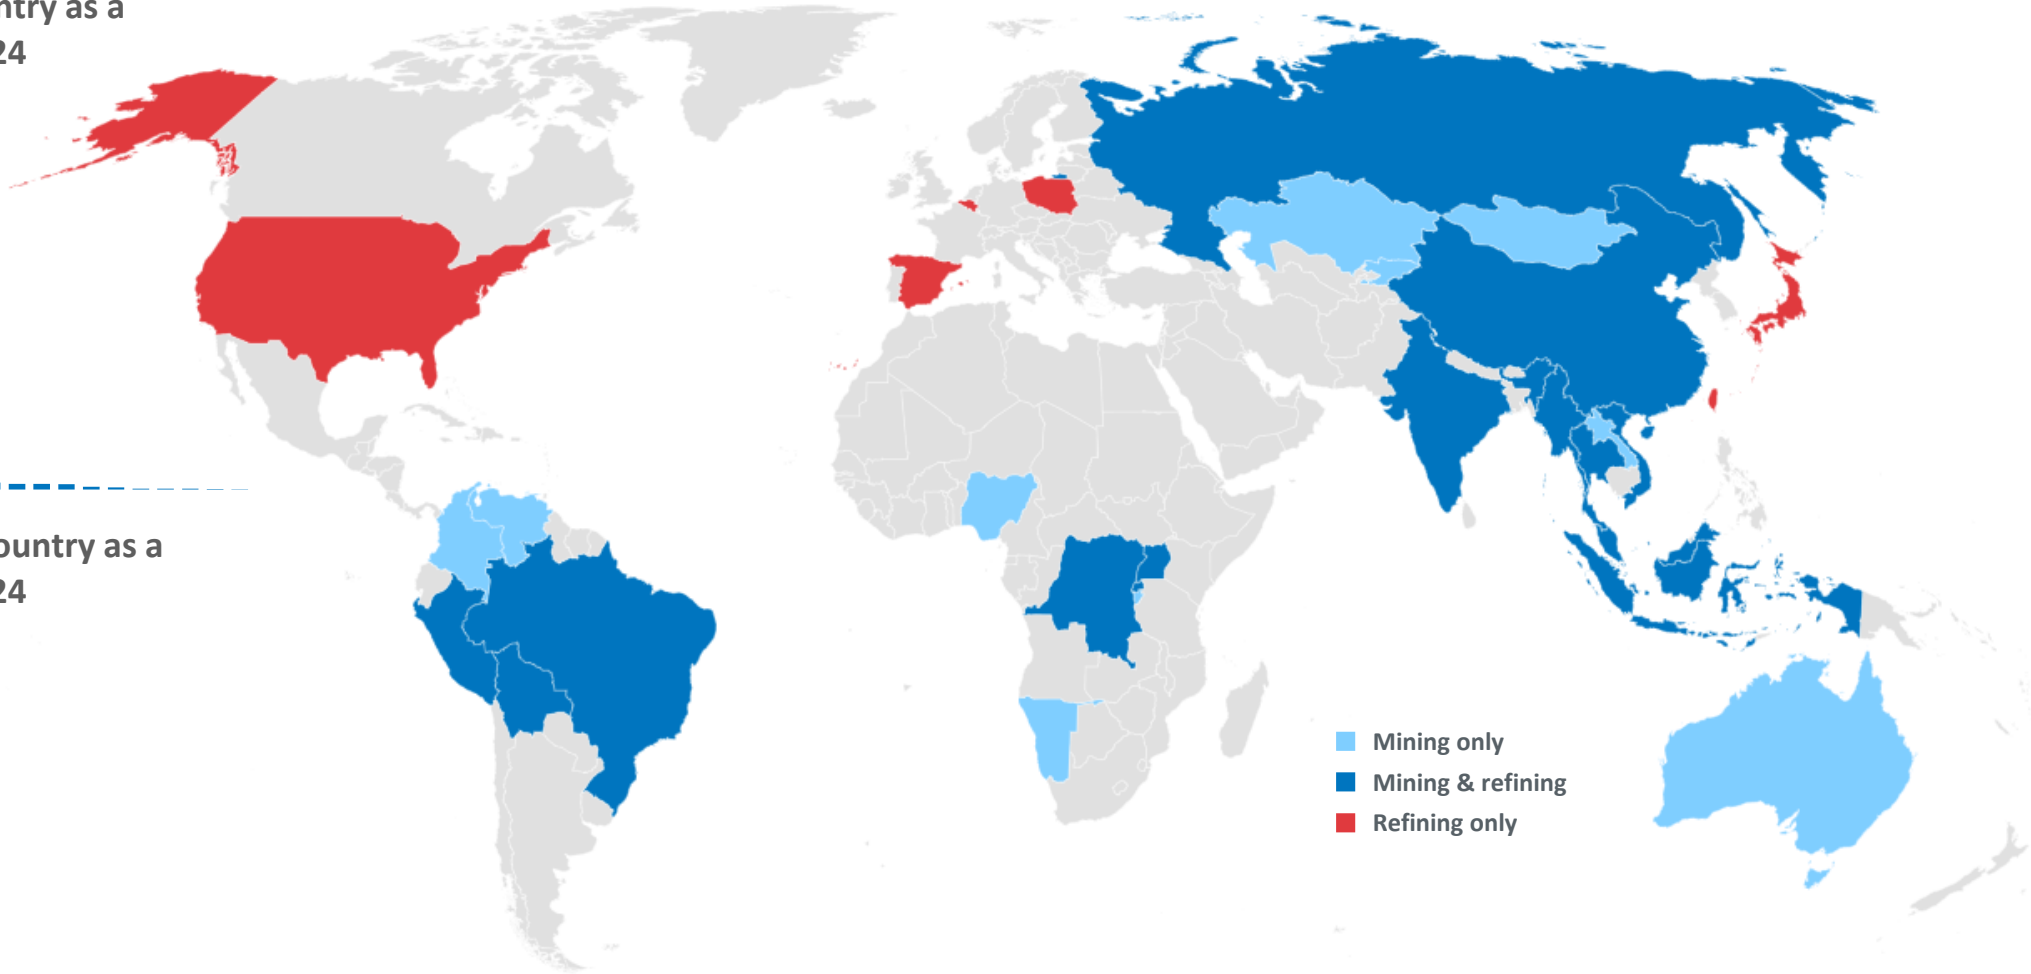 ntry as a
24
ountry as a
24
Mining only
Mining & refining
Refining only